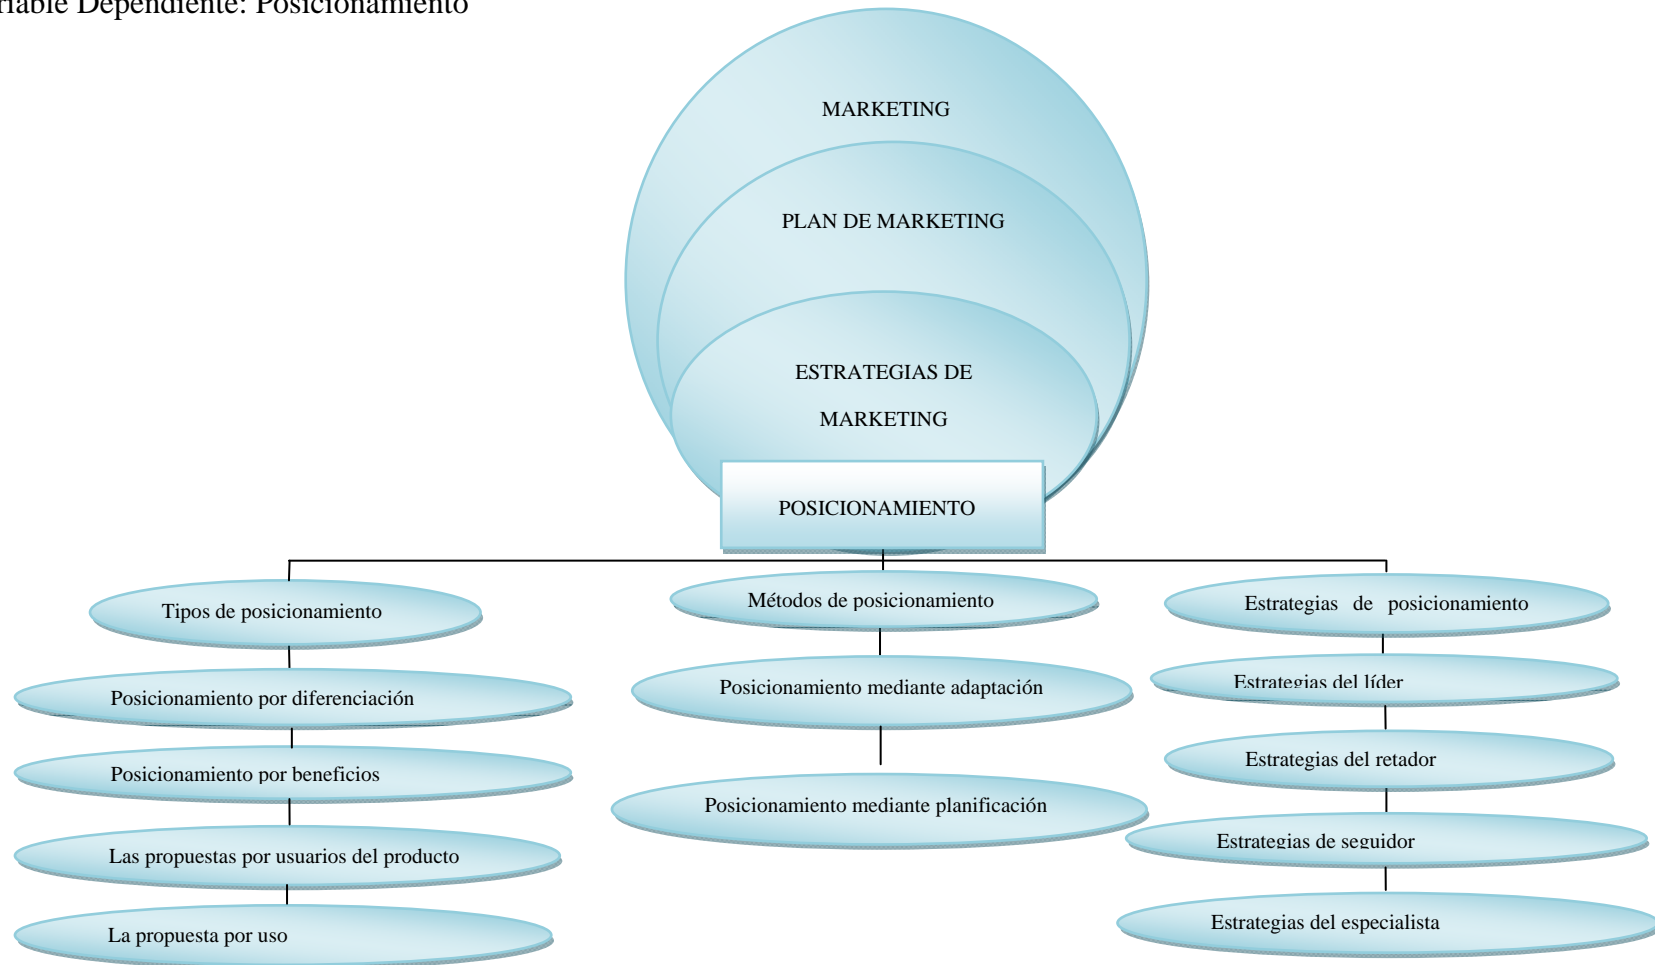 riable Dependiente: Posicionamiento
MARKETING
PLAN DE MARKETING
ESTRATEGIAS DE
MARKETING
POSICIONAMIENTO
Tipos de posicionamiento
Posicionamiento por diferenciación
Posicionamiento por beneficios
Las propuestas por usuarios del producto
La propuesta por uso
Métodos de posicionamiento
Posicionamiento mediante adaptación
Posicionamiento mediante planificación
Estrategias de posicionamiento
Estrategias del líder
Estrategias del retador
Estrategias de seguidor
Estrategias del especialista